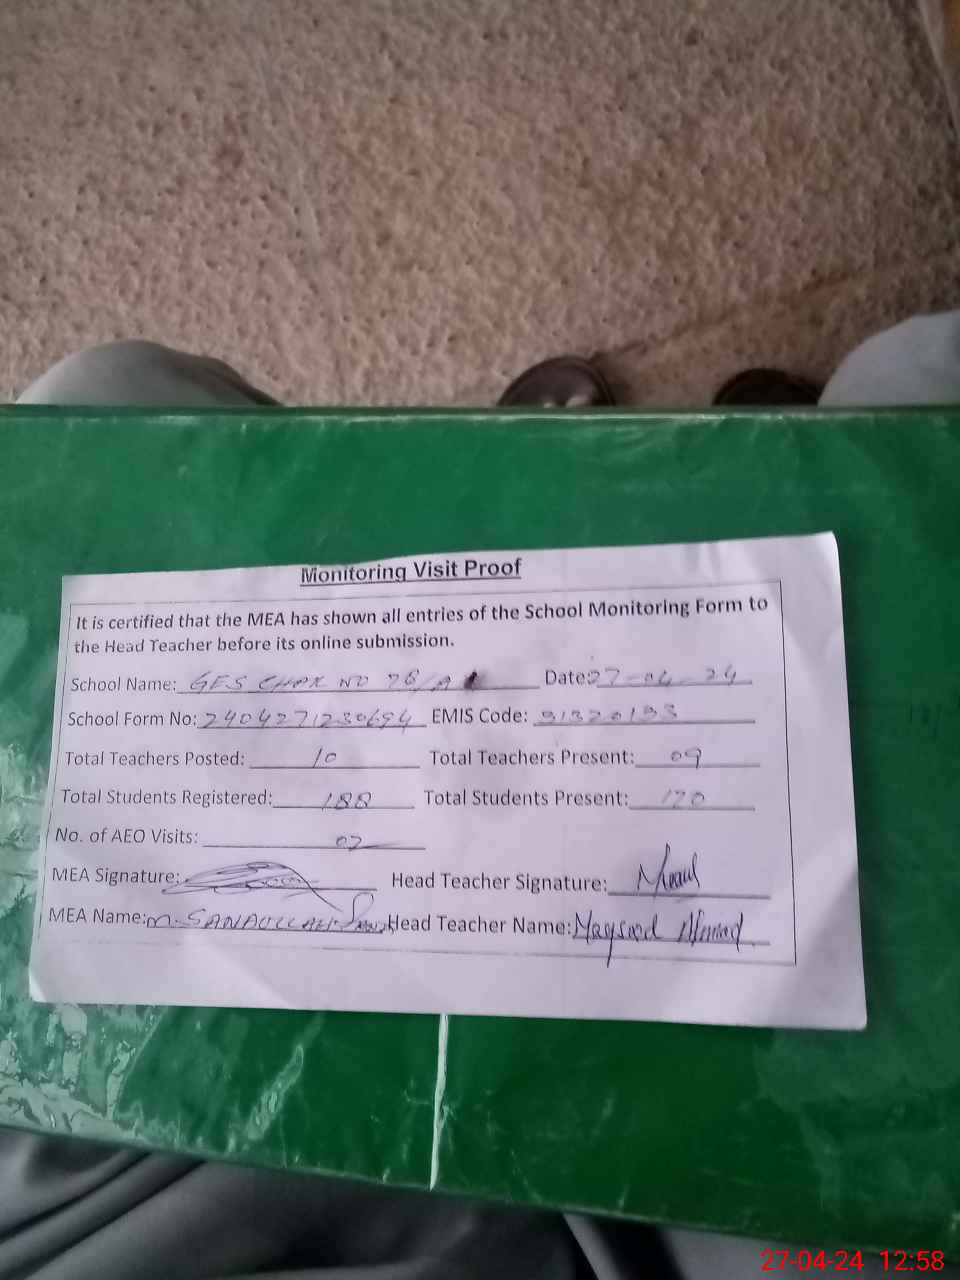 Monitoring Visit Proof
It is certified that the MEA has shown all entries of the School Monitoring Form to
the Head Teacher before its online submission.
School Name: GES CHAK NO 78/A Date: 27-04-24
School Form No: 2404271230694 EMIS Code: 31320193
Total Teachers Posted: 10 Total Teachers Present: 09
Total Students Registered: 188 Total Students Present: 170
No. of AEO Visits: 02
MEA Signature: Head Teacher Signature:
MEA Name: M. SANAULLAH Head Teacher Name: Maqsood Ahmad
27-04-24 12:58